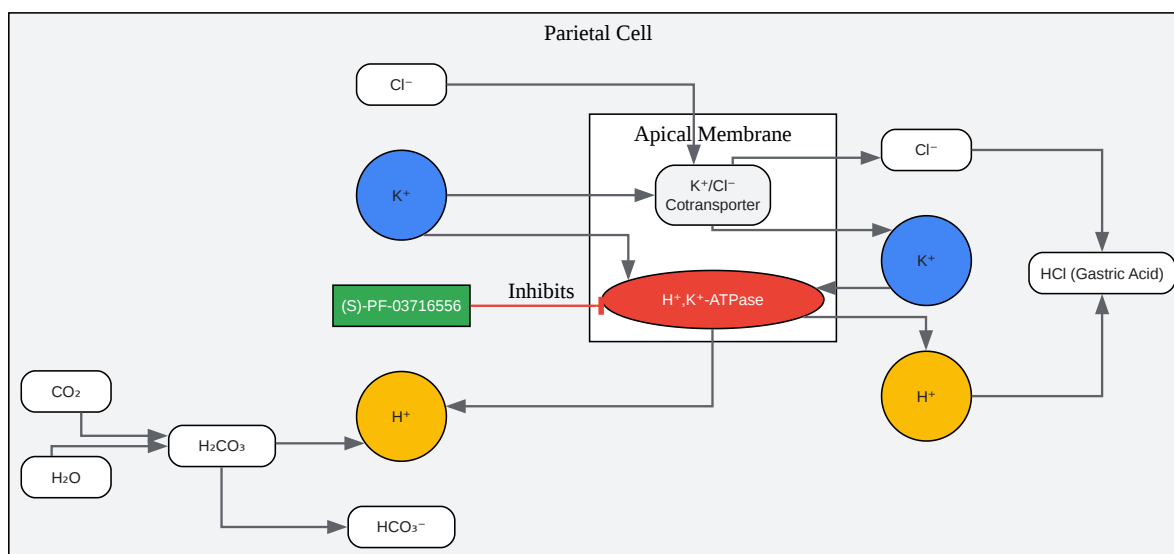 Parietal Cell
Cl⁻
Apical Membrane
Cl⁻
K⁺
K⁺/Cl⁻
Cotransporter
K⁺
HCl (Gastric Acid)
(S)-PF-03716556
Inhibits
H⁺,K⁺-ATPase
CO₂
H⁺
H⁺
H₂CO₃
H₂O
HCO₃⁻